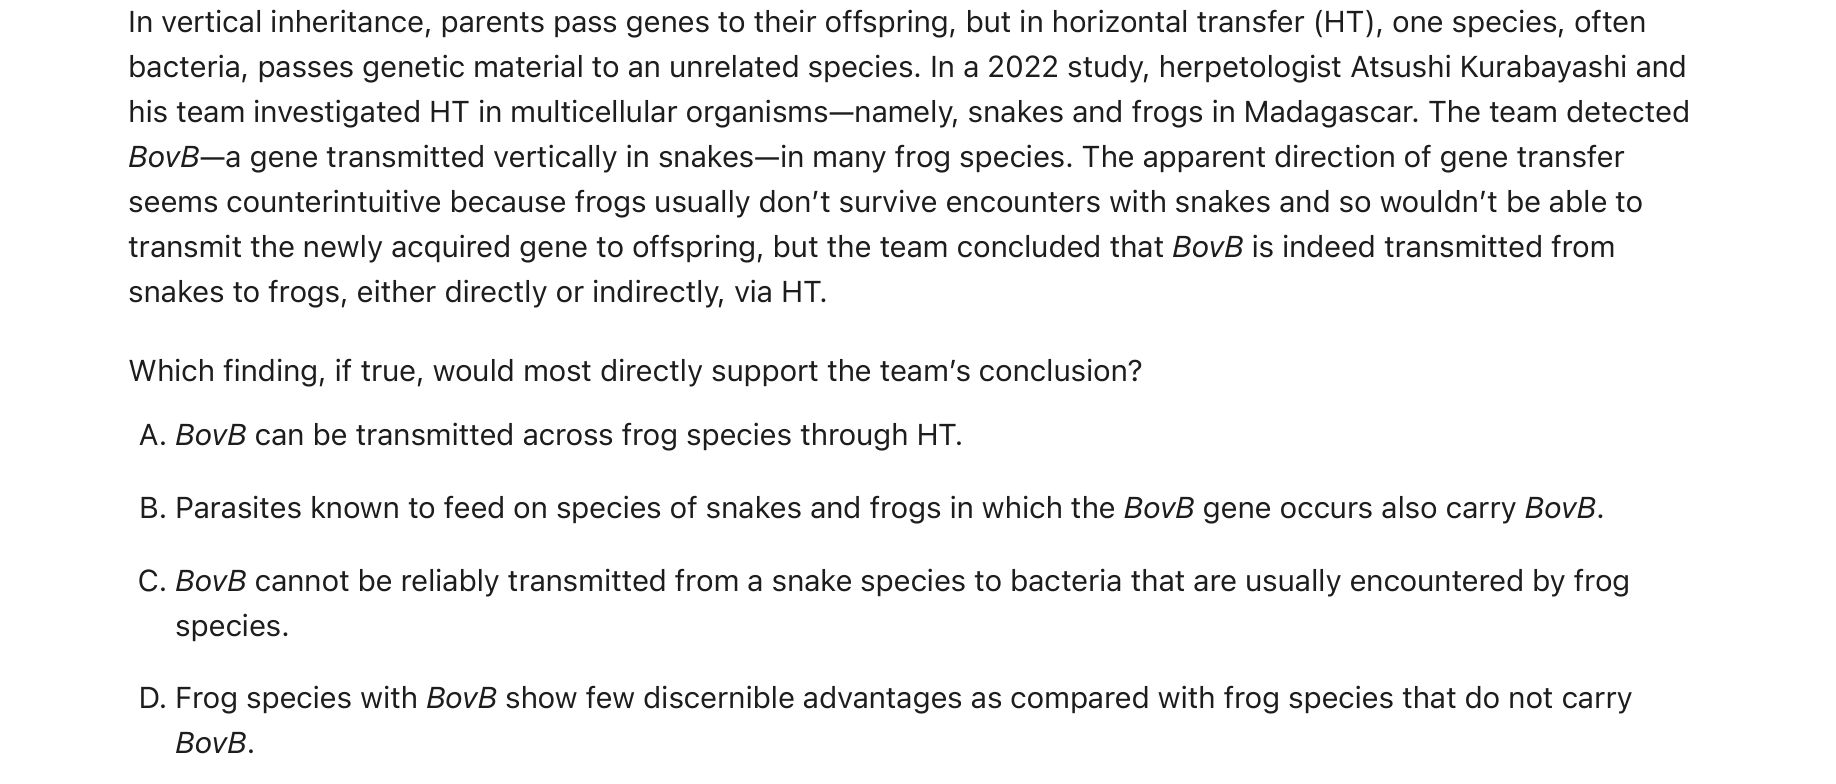 In vertical inheritance, parents pass genes to their offspring, but in horizontal transfer (HT), one species, often
bacteria, passes genetic material to an unrelated species. In a 2022 study, herpetologist Atsushi Kurabayashi and
his team investigated HT in multicellular organisms—namely, snakes and frogs in Madagascar. The team detected
BovB—a gene transmitted vertically in snakes—in many frog species. The apparent direction of gene transfer
seems counterintuitive because frogs usually don’t survive encounters with snakes and so wouldn’t be able to
transmit the newly acquired gene to offspring, but the team concluded that BovB is indeed transmitted from
snakes to frogs, either directly or indirectly, via HT.
Which finding, if true, would most directly support the team’s conclusion?
A. BovB can be transmitted across frog species through HT.
B. Parasites known to feed on species of snakes and frogs in which the BovB gene occurs also carry BovB.
C. BovB cannot be reliably transmitted from a snake species to bacteria that are usually encountered by frog
species.
D. Frog species with BovB show few discernible advantages as compared with frog species that do not carry
BovB.